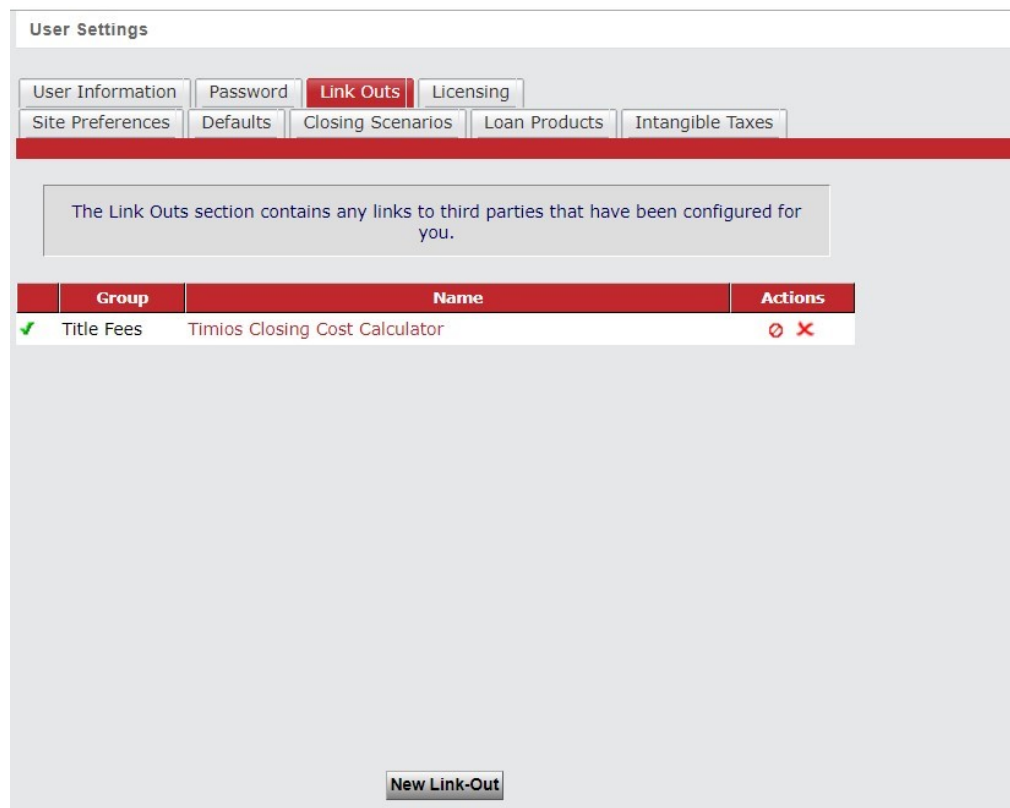 User Settings
User Information Password Link Outs Licensing
Site Preferences Defaults Closing Scenarios Loan Products Intangible Taxes
The Link Outs section contains any links to third parties that have been configured for
you.
Group Name Actions
Title Fees Timios Closing Cost Calculator
New Link-Out